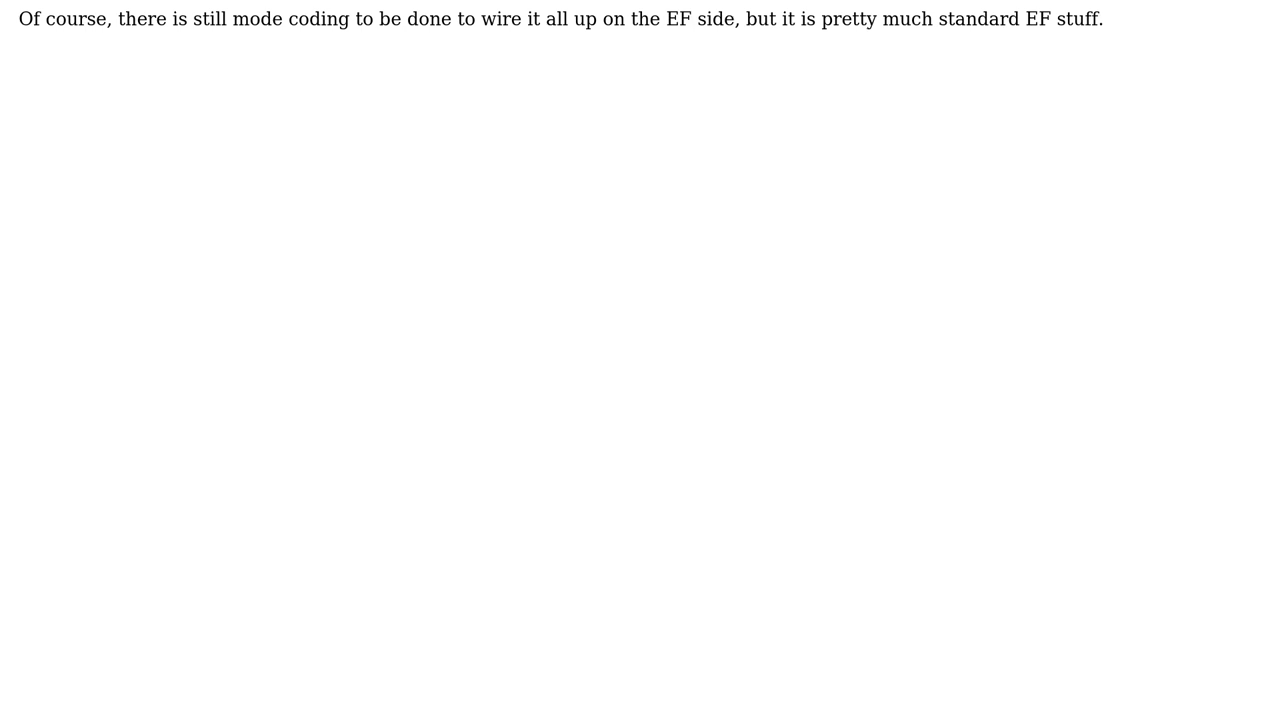 Of course, there is still mode coding to be done to wire it all up on the EF side, but it is pretty much standard EF stuff.